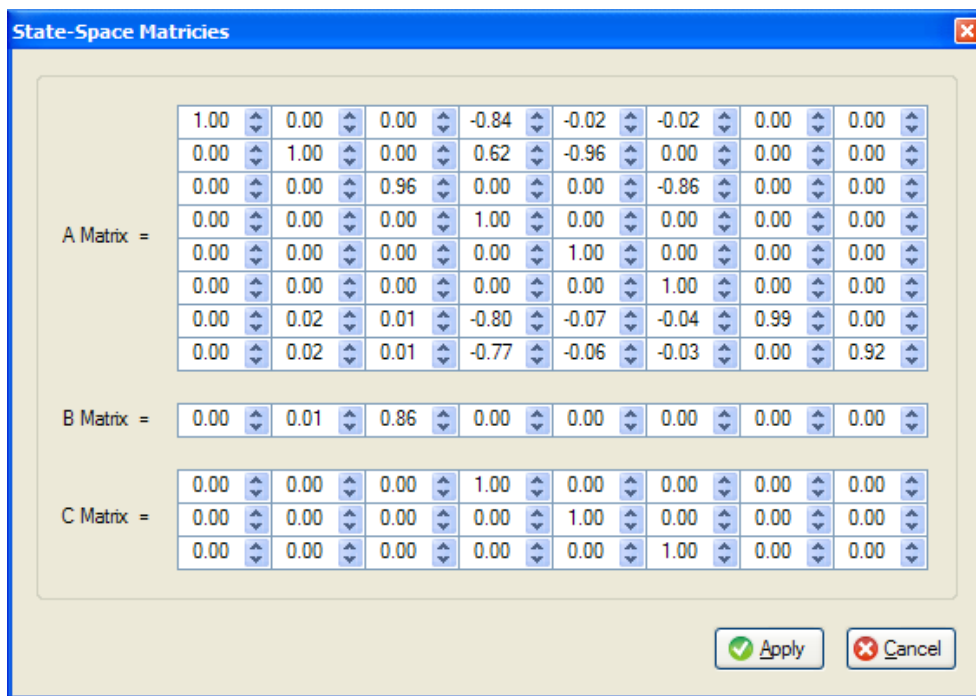 State-Space Matricies
1.00 0.00 0.00 -0.84 -0.02 -0.02 0.00 0.00
0.00 1.00 0.00 0.62 -0.96 0.00 0.00 0.00
0.00 0.00 0.96 0.00 0.00 -0.86 0.00 0.00
A Matrix = 0.00 0.00 0.00 1.00 0.00 0.00 0.00 0.00
0.00 0.00 0.00 0.00 1.00 0.00 0.00 0.00
0.00 0.00 0.00 0.00 0.00 1.00 0.00 0.00
0.00 0.02 0.01 -0.80 -0.07 -0.04 0.99 0.00
0.00 0.02 0.01 -0.77 -0.06 -0.03 0.00 0.92
B Matrix = 0.00 0.01 0.86 0.00 0.00 0.00 0.00 0.00
0.00 0.00 0.00 1.00 0.00 0.00 0.00 0.00
C Matrix = 0.00 0.00 0.00 0.00 1.00 0.00 0.00 0.00
0.00 0.00 0.00 0.00 0.00 1.00 0.00 0.00
Apply Cancel